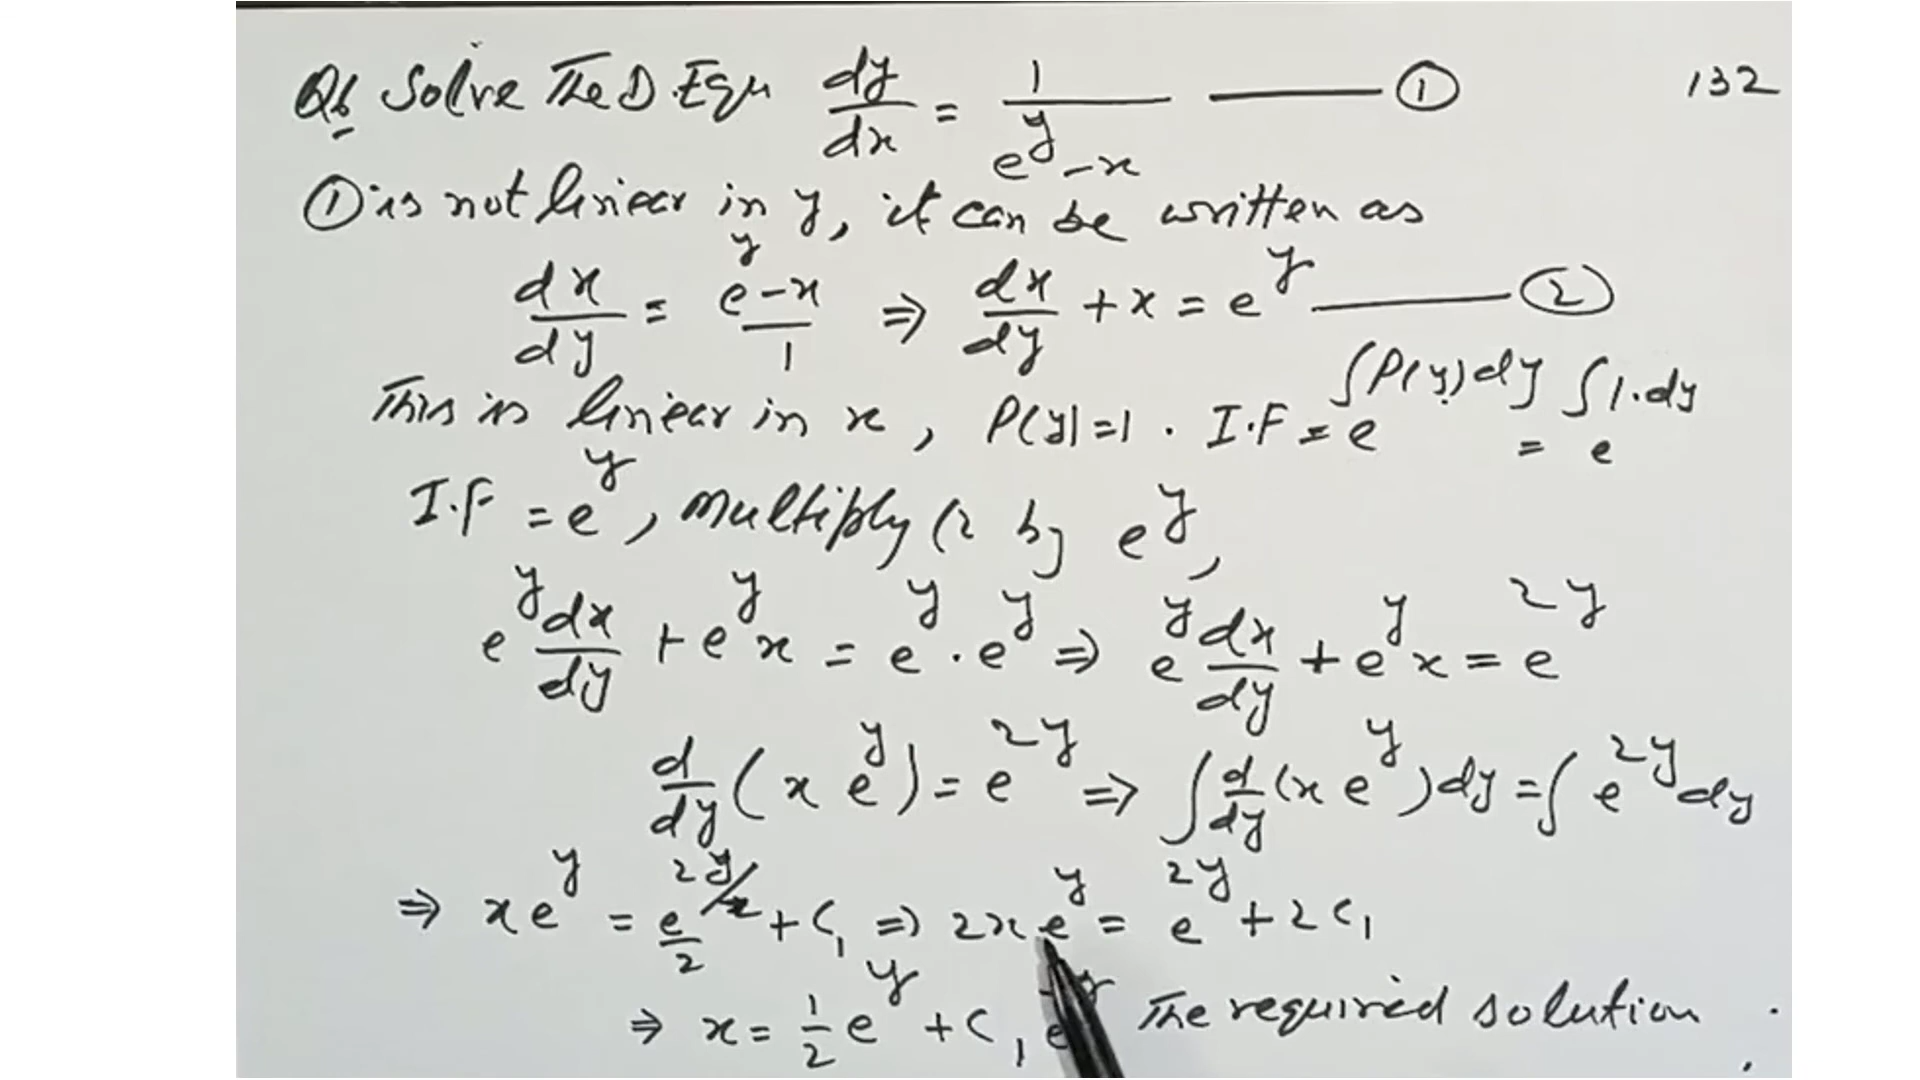 Q6 Solve The D.Equ dy/dx = 1/(e^y - x) ——— ① 132
① is not linear in y, it can be written as
dx/dy = (e^y - x)/1 ⇒ dx/dy + x = e^y ——— ②
This is linear in x, P(y)=1 . I.F = e^∫P(y)dy = e^∫1.dy
I.F = e^y, multiply (2 by e^y,
e^y dx/dy + e^y x = e^y . e^y ⇒ e^y dx/dy + e^y x = e^2y
d/dy (x e^y) = e^2y ⇒ ∫ d/dy (x e^y) dy = ∫ e^2y dy
⇒ x e^y = e^2y/2 + C₁ ⇒ 2x e^y = e^2y + 2C₁
⇒ x = 1/2 e^y + C₁ e^-y The required solution .